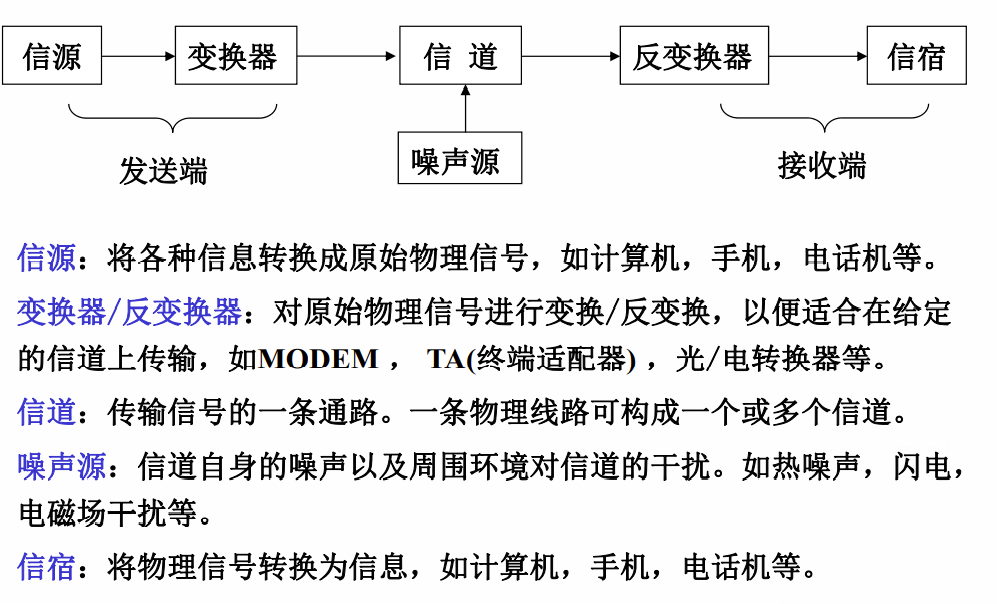 信源
变换器
信 道
反变换器
信宿
噪声源
发送端
接收端
信源：将各种信息转换成原始物理信号，如计算机，手机，电话机等。
变换器/反变换器：对原始物理信号进行变换/反变换，以便适合在给定
的信道上传输，如MODEM ， TA(终端适配器) ，光/电转换器等。
信道：传输信号的一条通路。一条物理线路可构成一个或多个信道。
噪声源：信道自身的噪声以及周围环境对信道的干扰。如热噪声，闪电，
电磁场干扰等。
信宿：将物理信号转换为信息，如计算机，手机，电话机等。